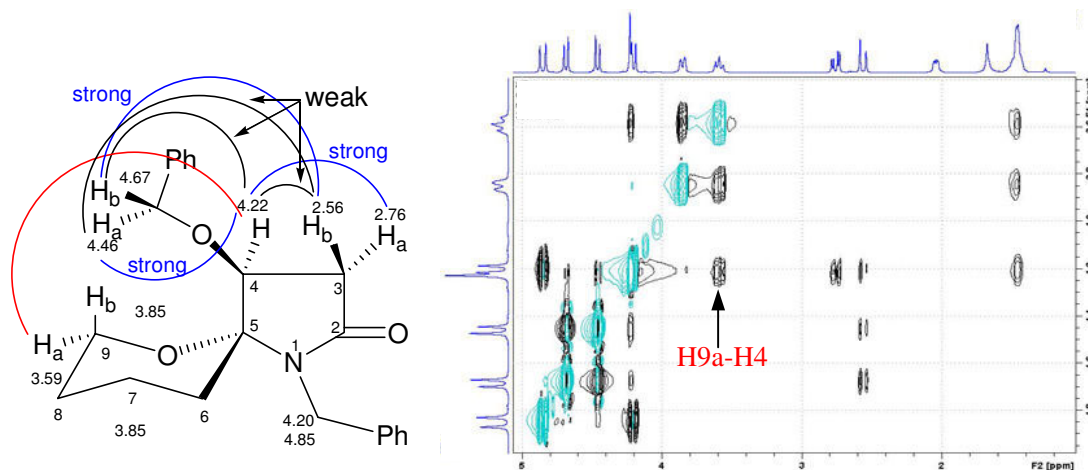 strong
weak
strong
Ph
Hb
4.67
Ha
4.46
O
4.22
H
2.56
Hb
2.76
Ha
strong
4
3
Hb
3.85
5
2
O
Ha
9
O
1
N
3.59
8
7
6
3.85
4.20
4.85
Ph
H9a-H4
5
4
3
2
F2 [ppm]